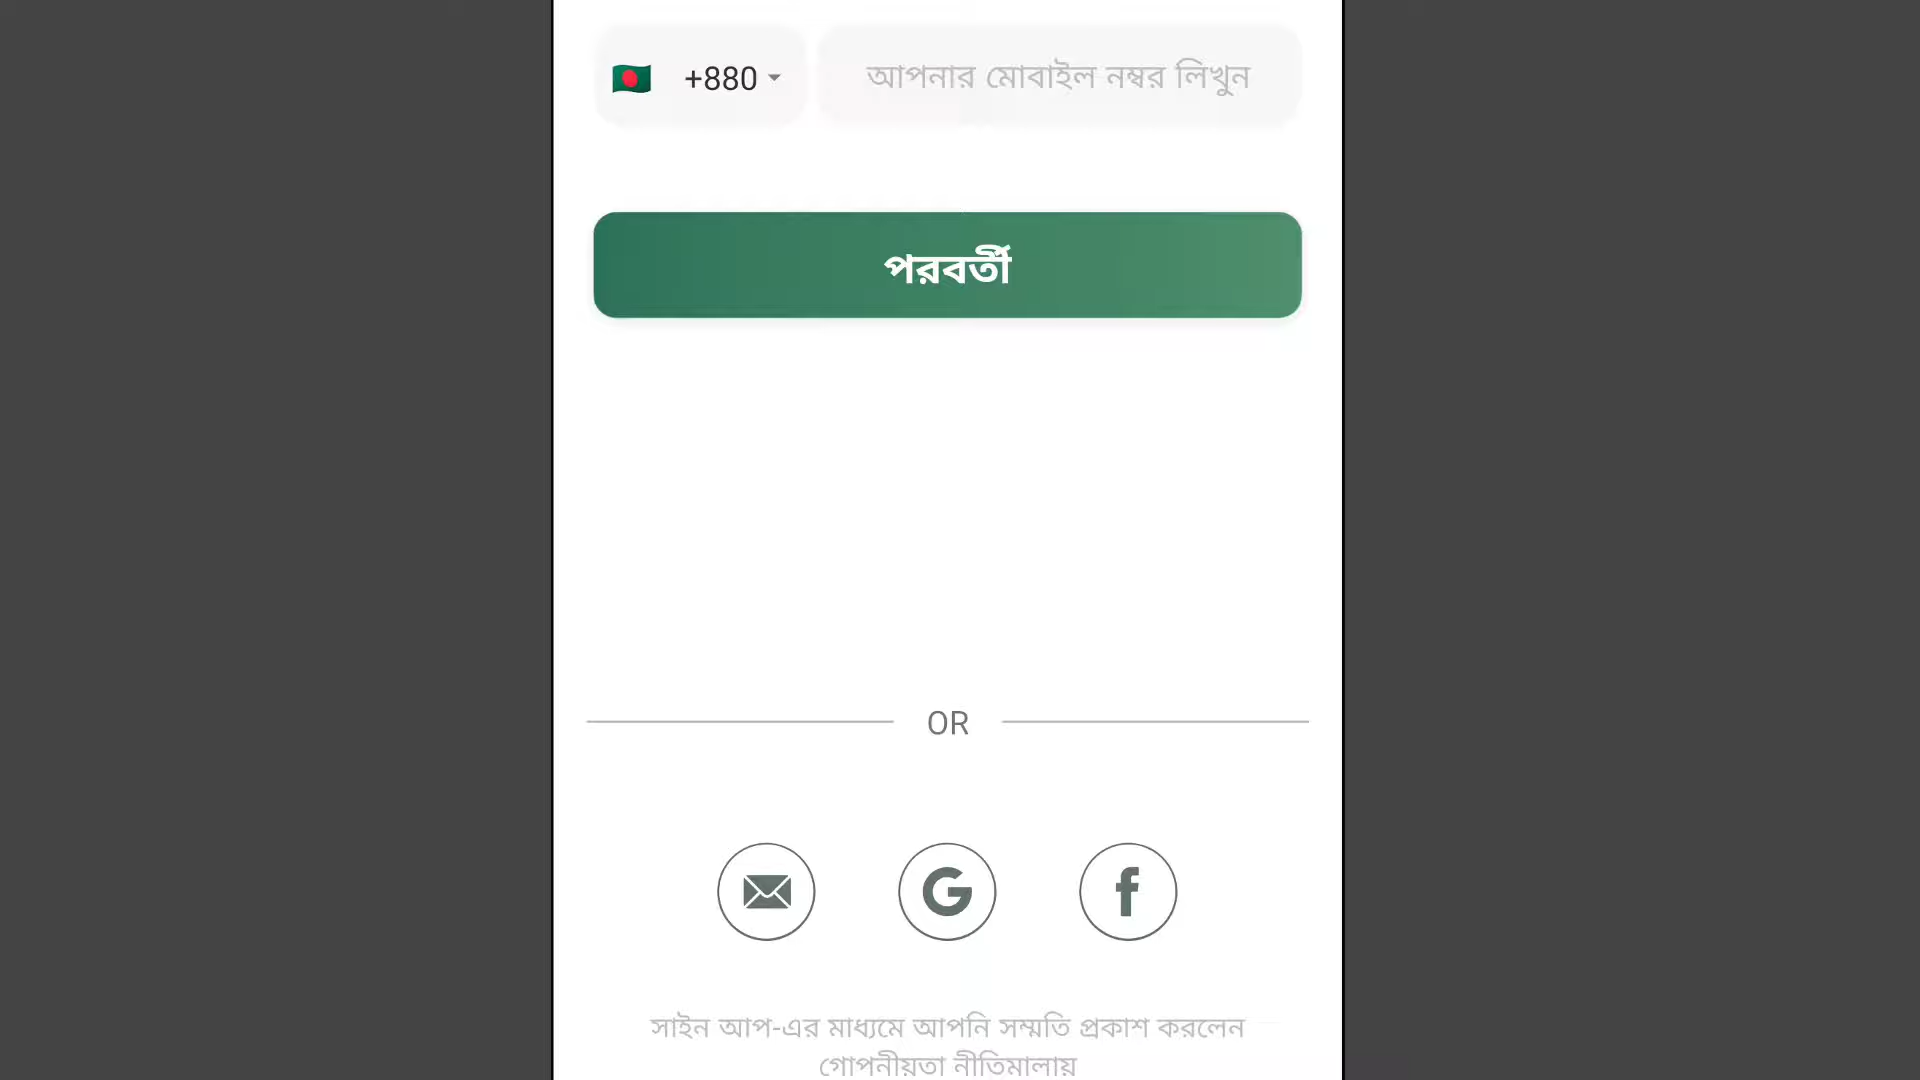 +880
আপনার মোবাইল নম্বর লিখুন
পরবর্তী
OR
সাইন আপ-এর মাধ্যমে আপনি সম্মতি প্রকাশ করলেন
গোপনীয়তা নীতিমালায়